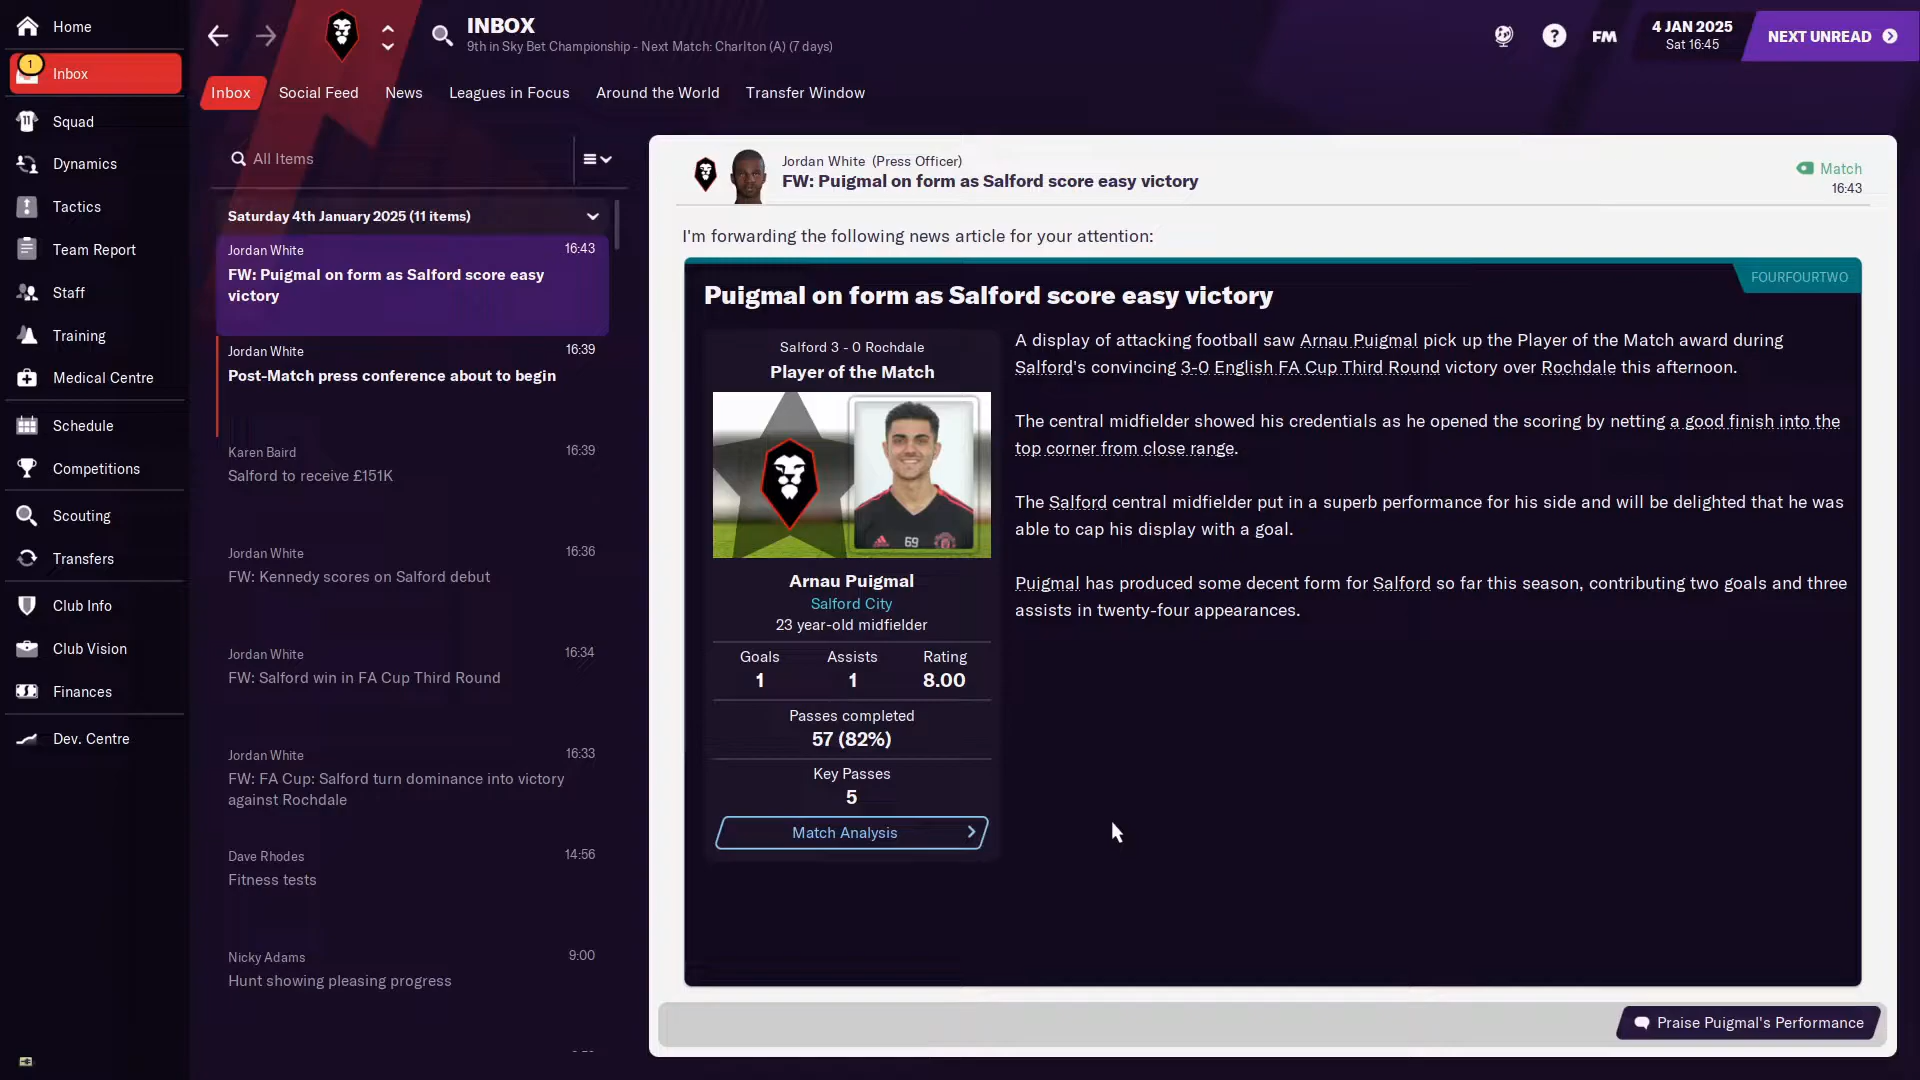 Home
1
Inbox
Squad
Dynamics
Tactics
Team Report
Staff
Training
Medical Centre
Schedule
Competitions
Scouting
Transfers
Club Info
Club Vision
Finances
Dev. Centre
INBOX
9th in Sky Bet Championship - Next Match: Charlton (A) (7 days)
FM
4 JAN 2025
Sat 16:45
NEXT UNREAD
Inbox Social Feed News Leagues in Focus Around the World Transfer Window
All Items
Saturday 4th January 2025 (11 items)
Jordan White 16:43
FW: Puigmal on form as Salford score easy
victory
Jordan White 16:39
Post-Match press conference about to begin
Karen Baird 16:39
Salford to receive £151K
Jordan White 16:36
FW: Kennedy scores on Salford debut
Jordan White 16:34
FW: Salford win in FA Cup Third Round
Jordan White 16:33
FW: FA Cup: Salford turn dominance into victory
against Rochdale
Dave Rhodes 14:56
Fitness tests
Nicky Adams 9:00
Hunt showing pleasing progress
Jordan White (Press Officer)
FW: Puigmal on form as Salford score easy victory
Match
16:43
I'm forwarding the following news article for your attention:
FOURFOURTWO
Puigmal on form as Salford score easy victory
Salford 3 - 0 Rochdale
Player of the Match
69
Arnau Puigmal
Salford City
23 year-old midfielder
Goals Assists Rating
1 1 8.00
Passes completed
57 (82%)
Key Passes
5
Match Analysis
A display of attacking football saw Arnau Puigmal pick up the Player of the Match award during
Salford's convincing 3-0 English FA Cup Third Round victory over Rochdale this afternoon.
The central midfielder showed his credentials as he opened the scoring by netting a good finish into the
top corner from close range.
The Salford central midfielder put in a superb performance for his side and will be delighted that he was
able to cap his display with a goal.
Puigmal has produced some decent form for Salford so far this season, contributing two goals and three
assists in twenty-four appearances.
Praise Puigmal's Performance